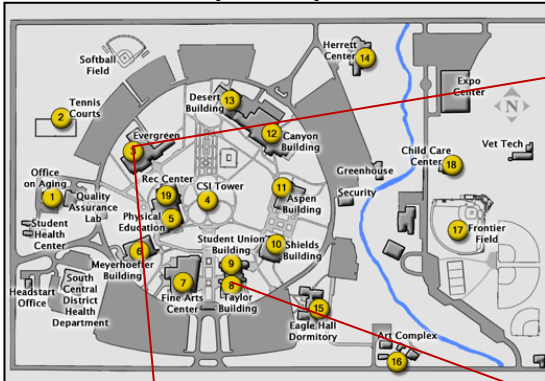 Softball
Field
Herrett
Center
14
Expo
Center
N
2
Tennis
Courts
Desert
Building
13
12
Canyon
Building
Evergreen
Child Care
Center
18
Vet Tech
Office
on Aging
1
Quality
Assurance
Lab
Rec Center
19
CSI Tower
4
11
Aspen
Building
Greenhouse
Security
Student
Health
Center
Physical
Education
5
17
Frontier
Field
6
Meyerhoeffer
Building
Student Union
Building
9
10
Shields
Building
Headstart
Office
South
Central
District
Health
Department
7
Fine Arts
Center
8
Taylor
Building
15
Eagle Hall
Dormitory
Art Complex
16